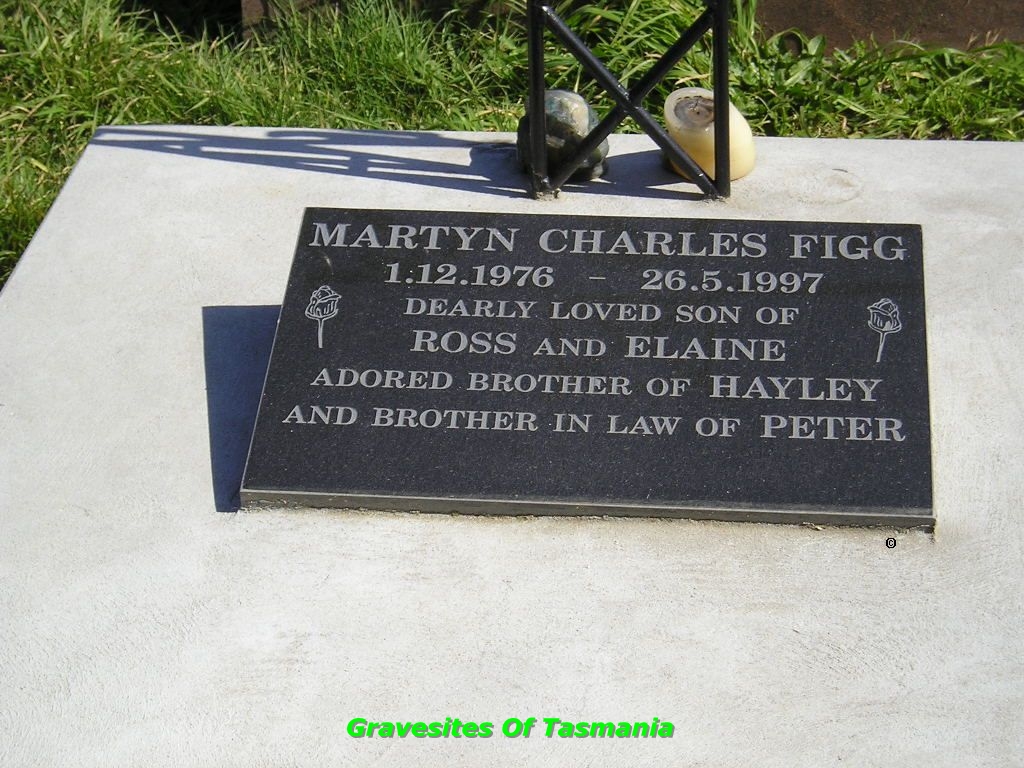 MARTYN CHARLES FIGG
1.12.1976 - 26.5.1997
DEARLY LOVED SON OF
ROSS AND ELAINE
ADORED BROTHER OF HAYLEY
AND BROTHER IN LAW OF PETER
©
Gravesites Of Tasmania